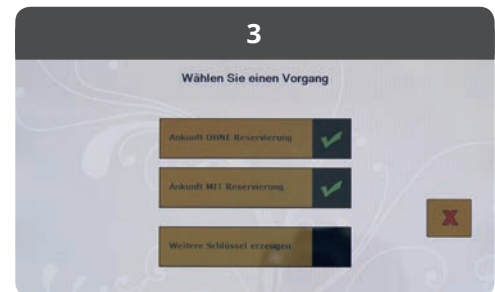 3
Wählen Sie einen Vorgang
Ankunft OHNE Reservierung
Ankunft MIT Reservierung
X
Weitere Schlüssel erzeugen